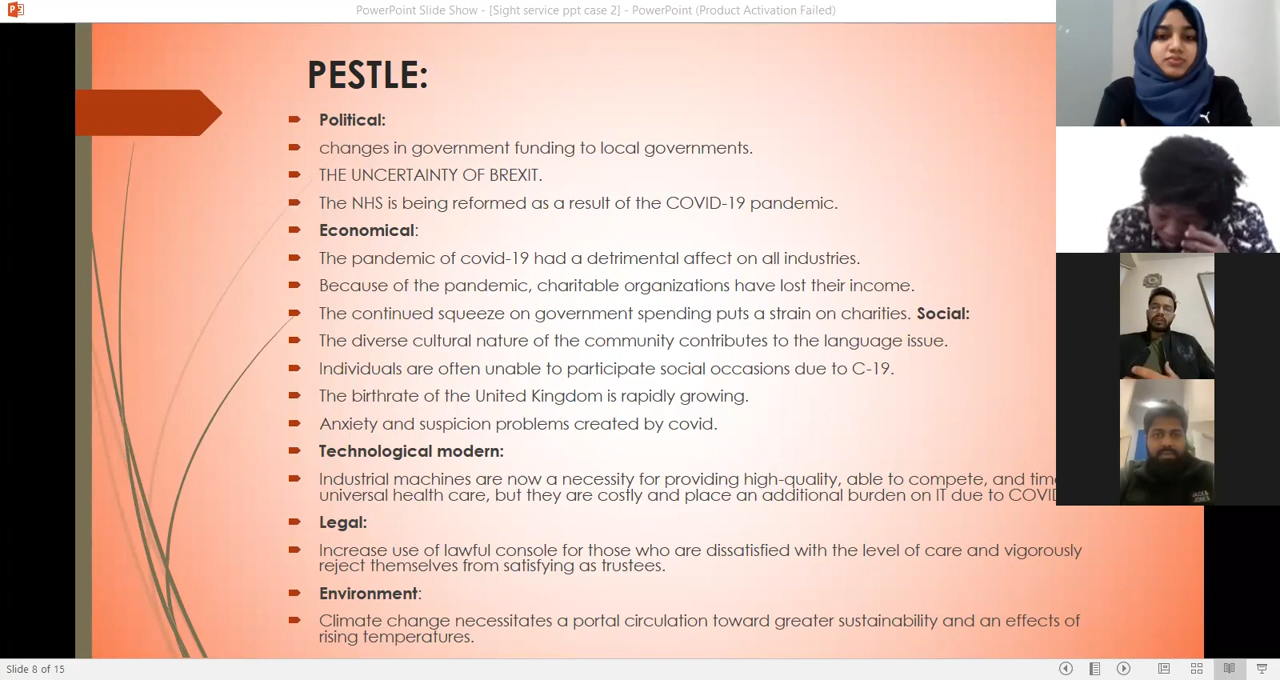 PowerPoint Slide Show - [Sight service ppt case 2] - PowerPoint (Product Activation Failed)
PESTLE:
Political:
changes in government funding to local governments.
THE UNCERTAINTY OF BREXIT.
The NHS is being reformed as a result of the COVID-19 pandemic.
Economical:
The pandemic of covid-19 had a detrimental affect on all industries.
Because of the pandemic, charitable organizations have lost their income.
The continued squeeze on government spending puts a strain on charities. Social:
The diverse cultural nature of the community contributes to the language issue.
Individuals are often unable to participate social occasions due to C-19.
The birthrate of the United Kingdom is rapidly growing.
Anxiety and suspicion problems created by covid.
Technological modern:
Industrial machines are now a necessity for providing high-quality, able to compete, and
universal health care, but they are costly and place an additional burden on IT due to
Legal:
Increase use of lawful console for those who are dissatisfied with the level of care and vigorously
reject themselves from satisfying as trustees.
Environment:
Climate change necessitates a portal circulation toward greater sustainability and an effects of
rising temperatures.
JACK &
JONES
Slide 8 of 15